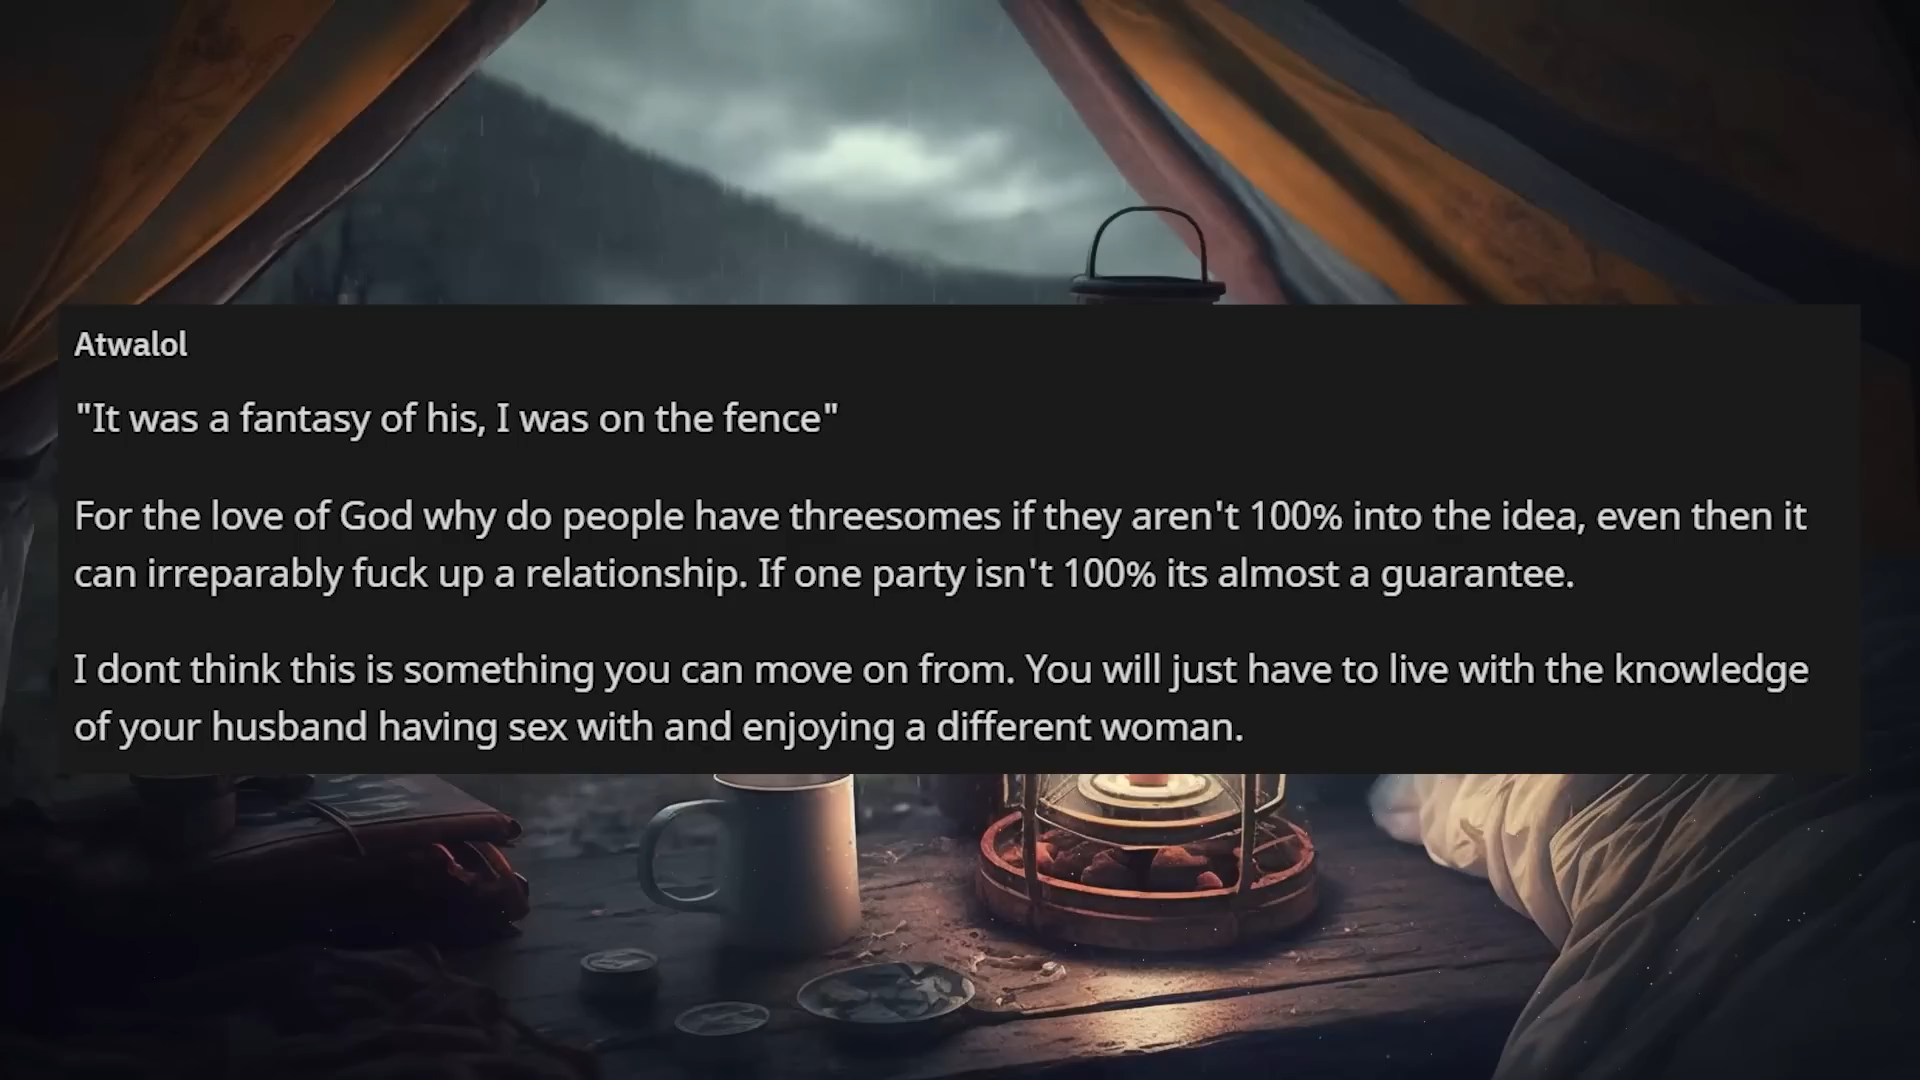 Atwalol
"It was a fantasy of his, I was on the fence"
For the love of God why do people have threesomes if they aren't 100% into the idea, even then it
can irreparably fuck up a relationship. If one party isn't 100% its almost a guarantee.
I dont think this is something you can move on from. You will just have to live with the knowledge
of your husband having sex with and enjoying a different woman.